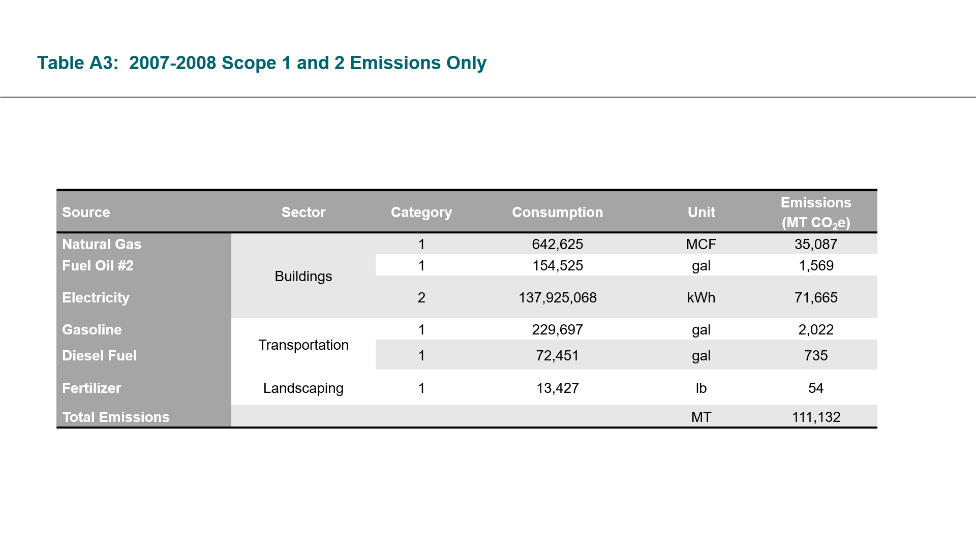 Table A3:  2007-2008 Scope 1 and 2 Emissions Only
Source Sector Category Consumption Unit Emissions (MT CO₂e)
Natural Gas Buildings 1 642,625 MCF 35,087
Fuel Oil #2 1 154,525 gal 1,569
Electricity 2 137,925,068 kWh 71,665
Gasoline Transportation 1 229,697 gal 2,022
Diesel Fuel 1 72,451 gal 735
Fertilizer Landscaping 1 13,427 lb 54
Total Emissions MT 111,132